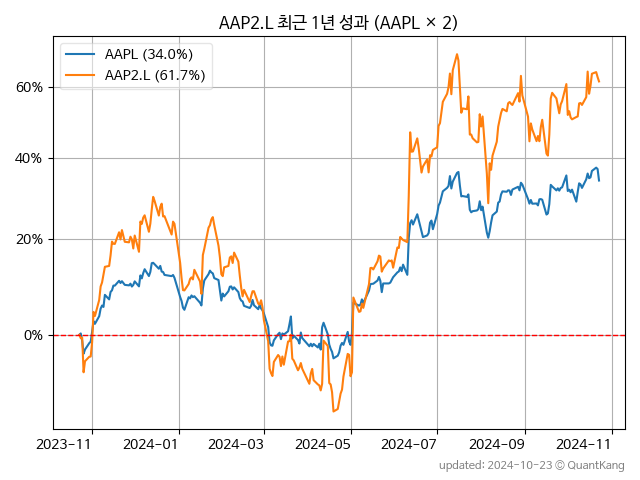 AAP2.L 최근 1년 성과 (AAPL × 2)
AAPL (34.0%)
AAP2.L (61.7%)
60%
40%
20%
0%
2023-11 2024-01 2024-03 2024-05 2024-07 2024-09 2024-11
updated: 2024-10-23 © QuantKang